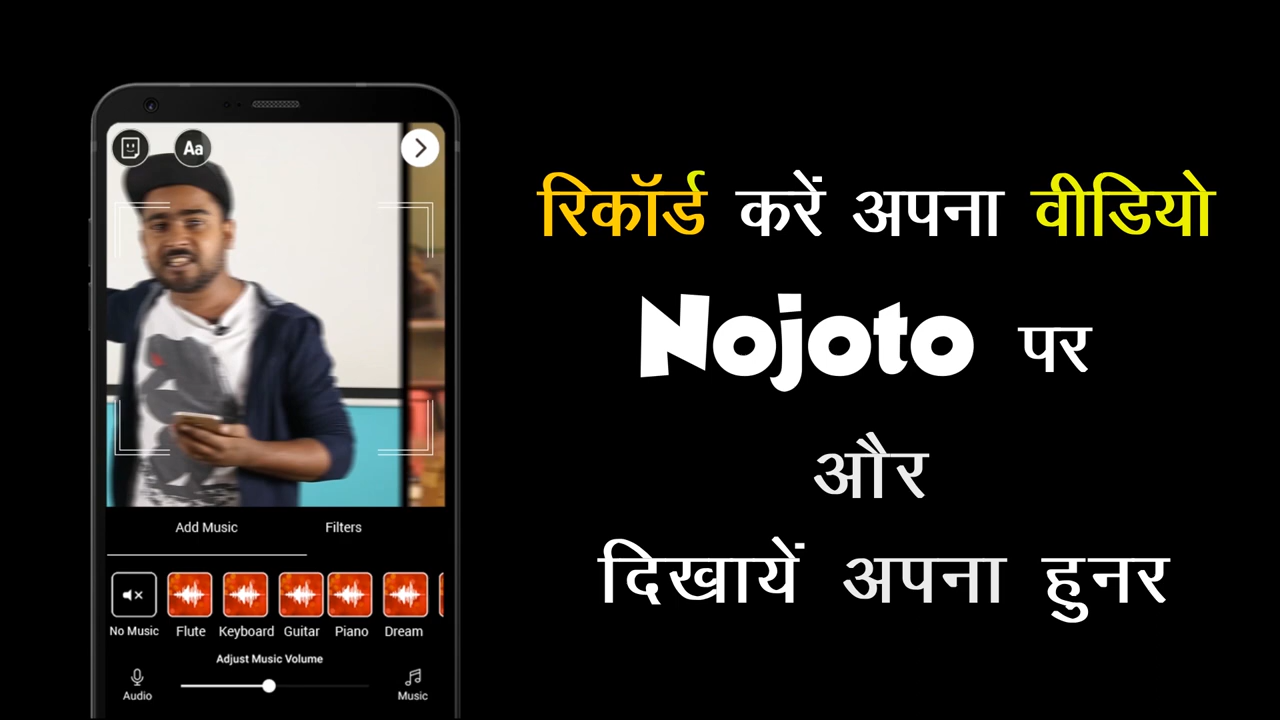 Aa
रिकॉर्ड करें अपना वीडियो
Nojoto पर
और
दिखायें अपना हुनर
Add Music Filters
No Music Flute Keyboard Guitar Piano Dream
Adjust Music Volume
Audio Music